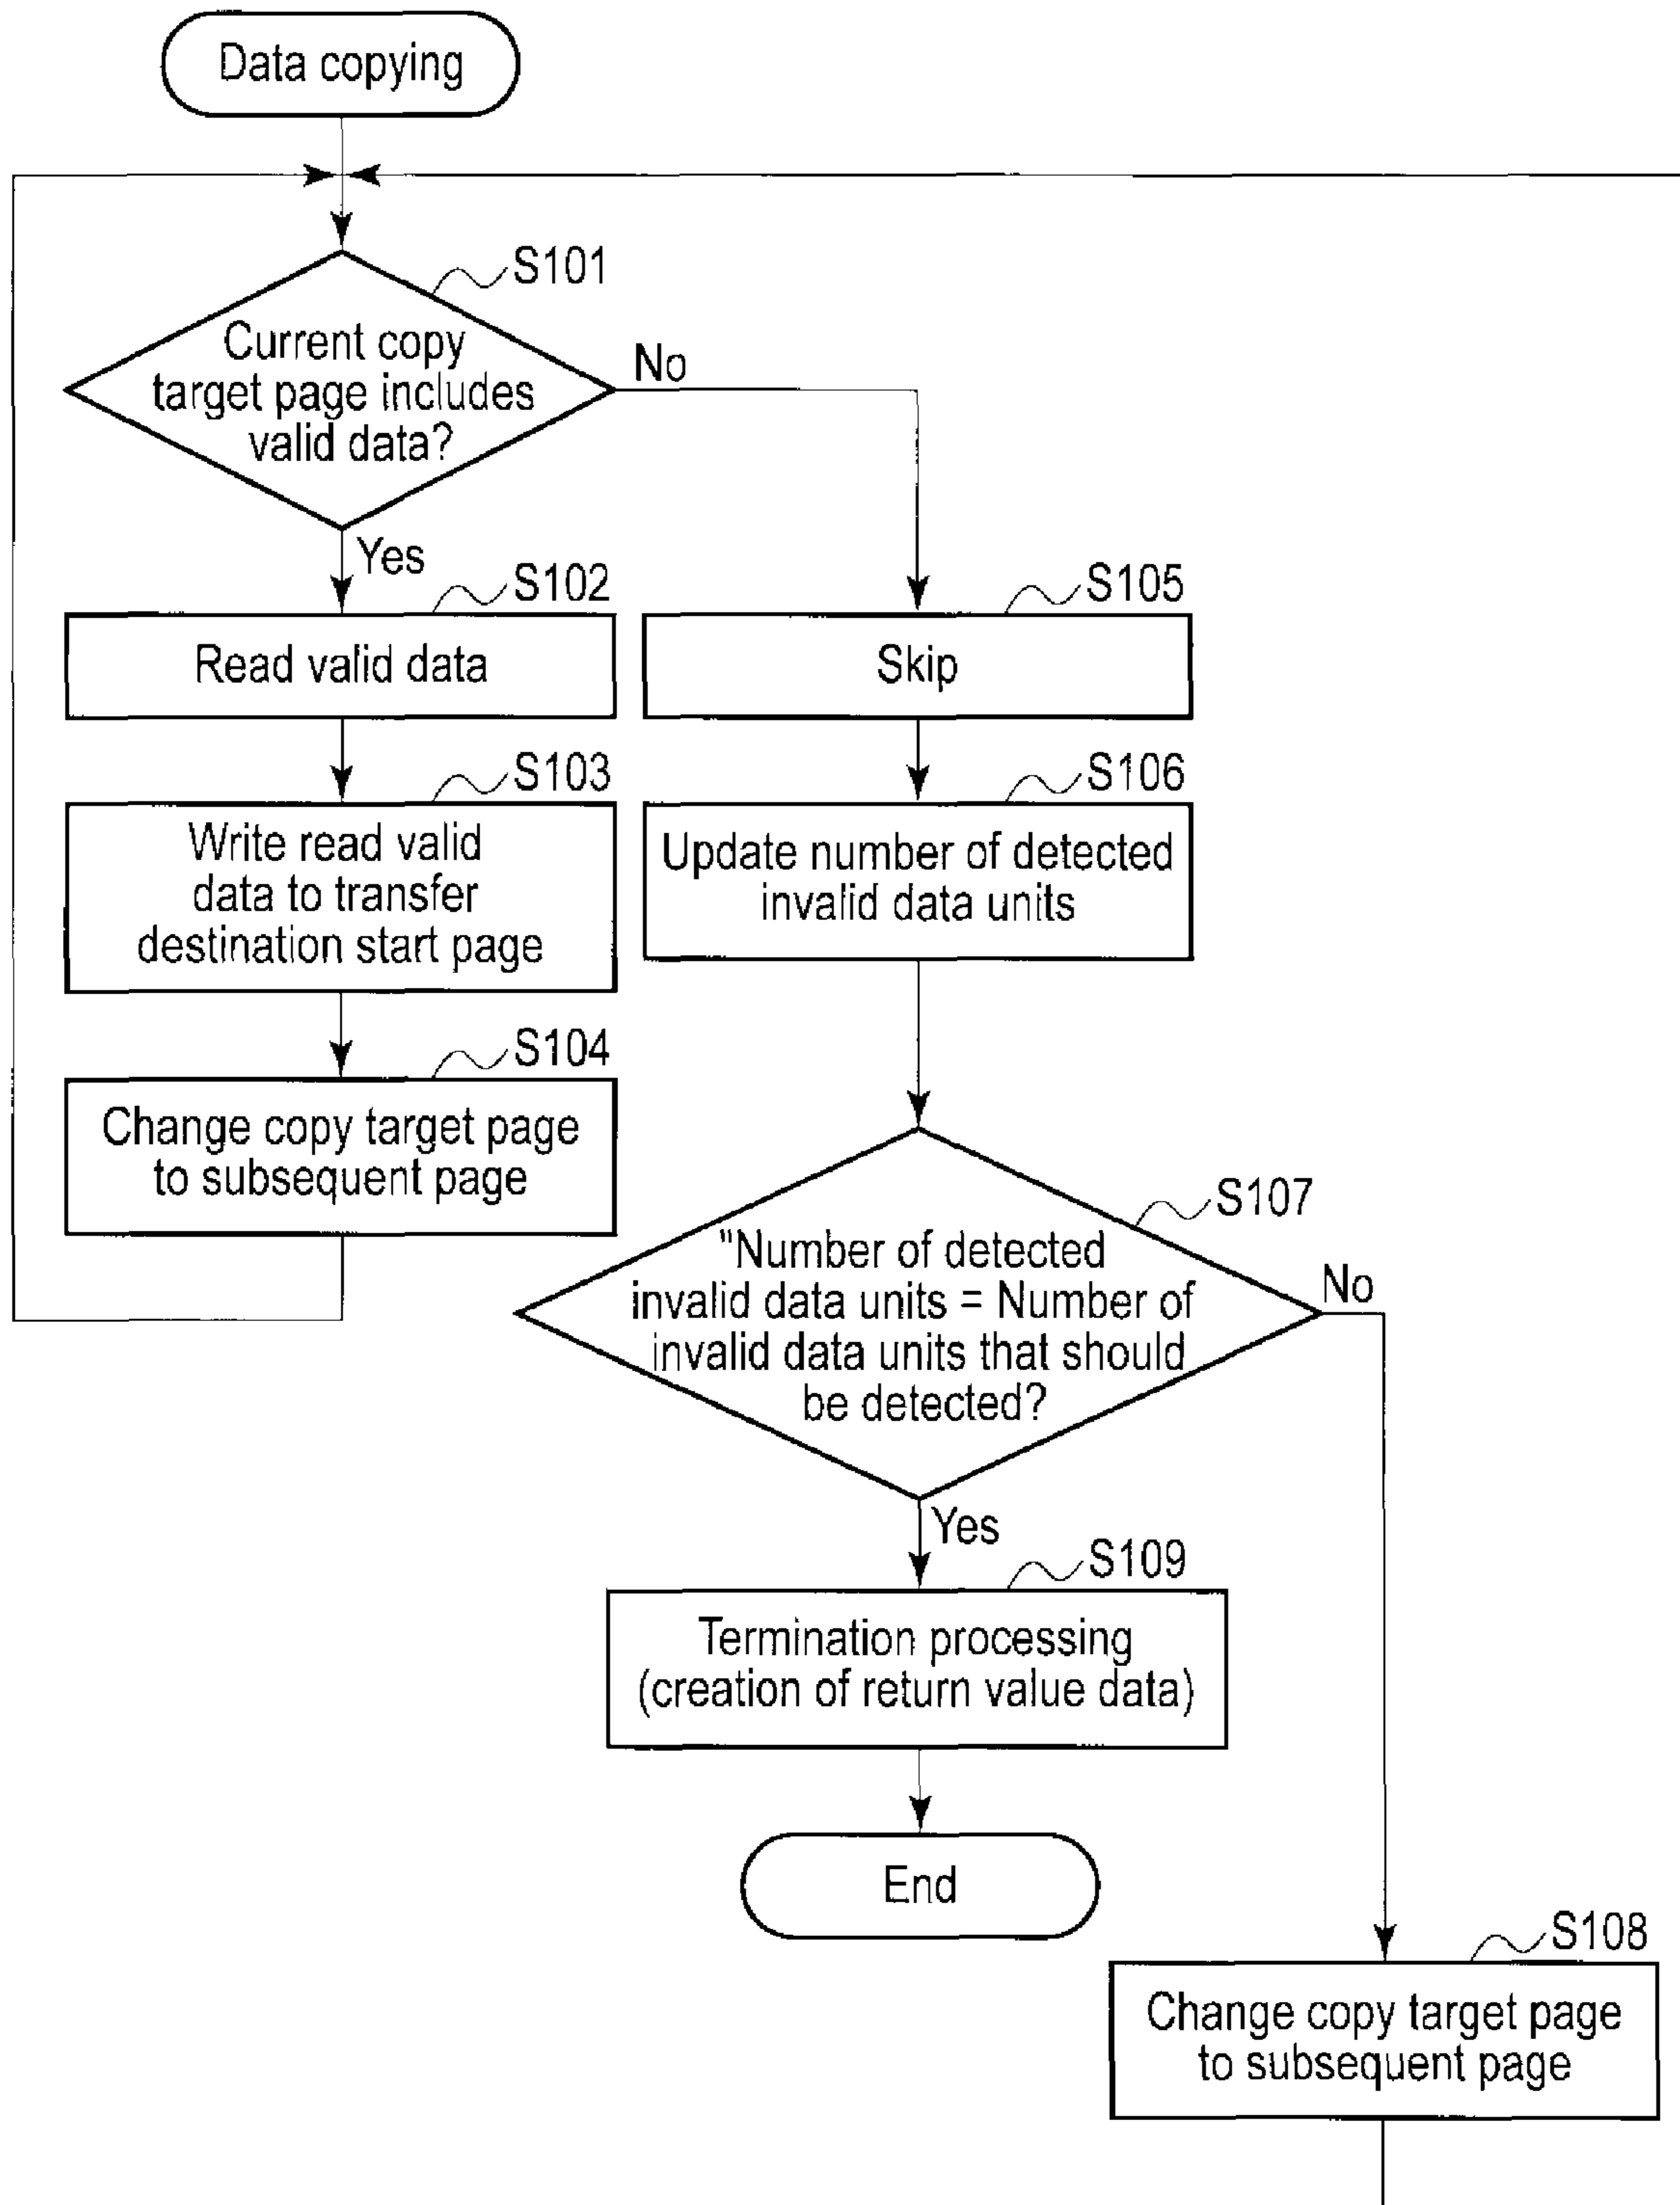 Data copying
S101
Current copy
target page includes
valid data?
No
Yes
S102
Read valid data
S105
Skip
S103
Write read valid
data to transfer
destination start page
S106
Update number of detected
invalid data units
S104
Change copy target page
to subsequent page
S107
"Number of detected
invalid data units = Number of
invalid data units that should
be detected?
No
Yes
S109
Termination processing
(creation of return value data)
End
S108
Change copy target page
to subsequent page